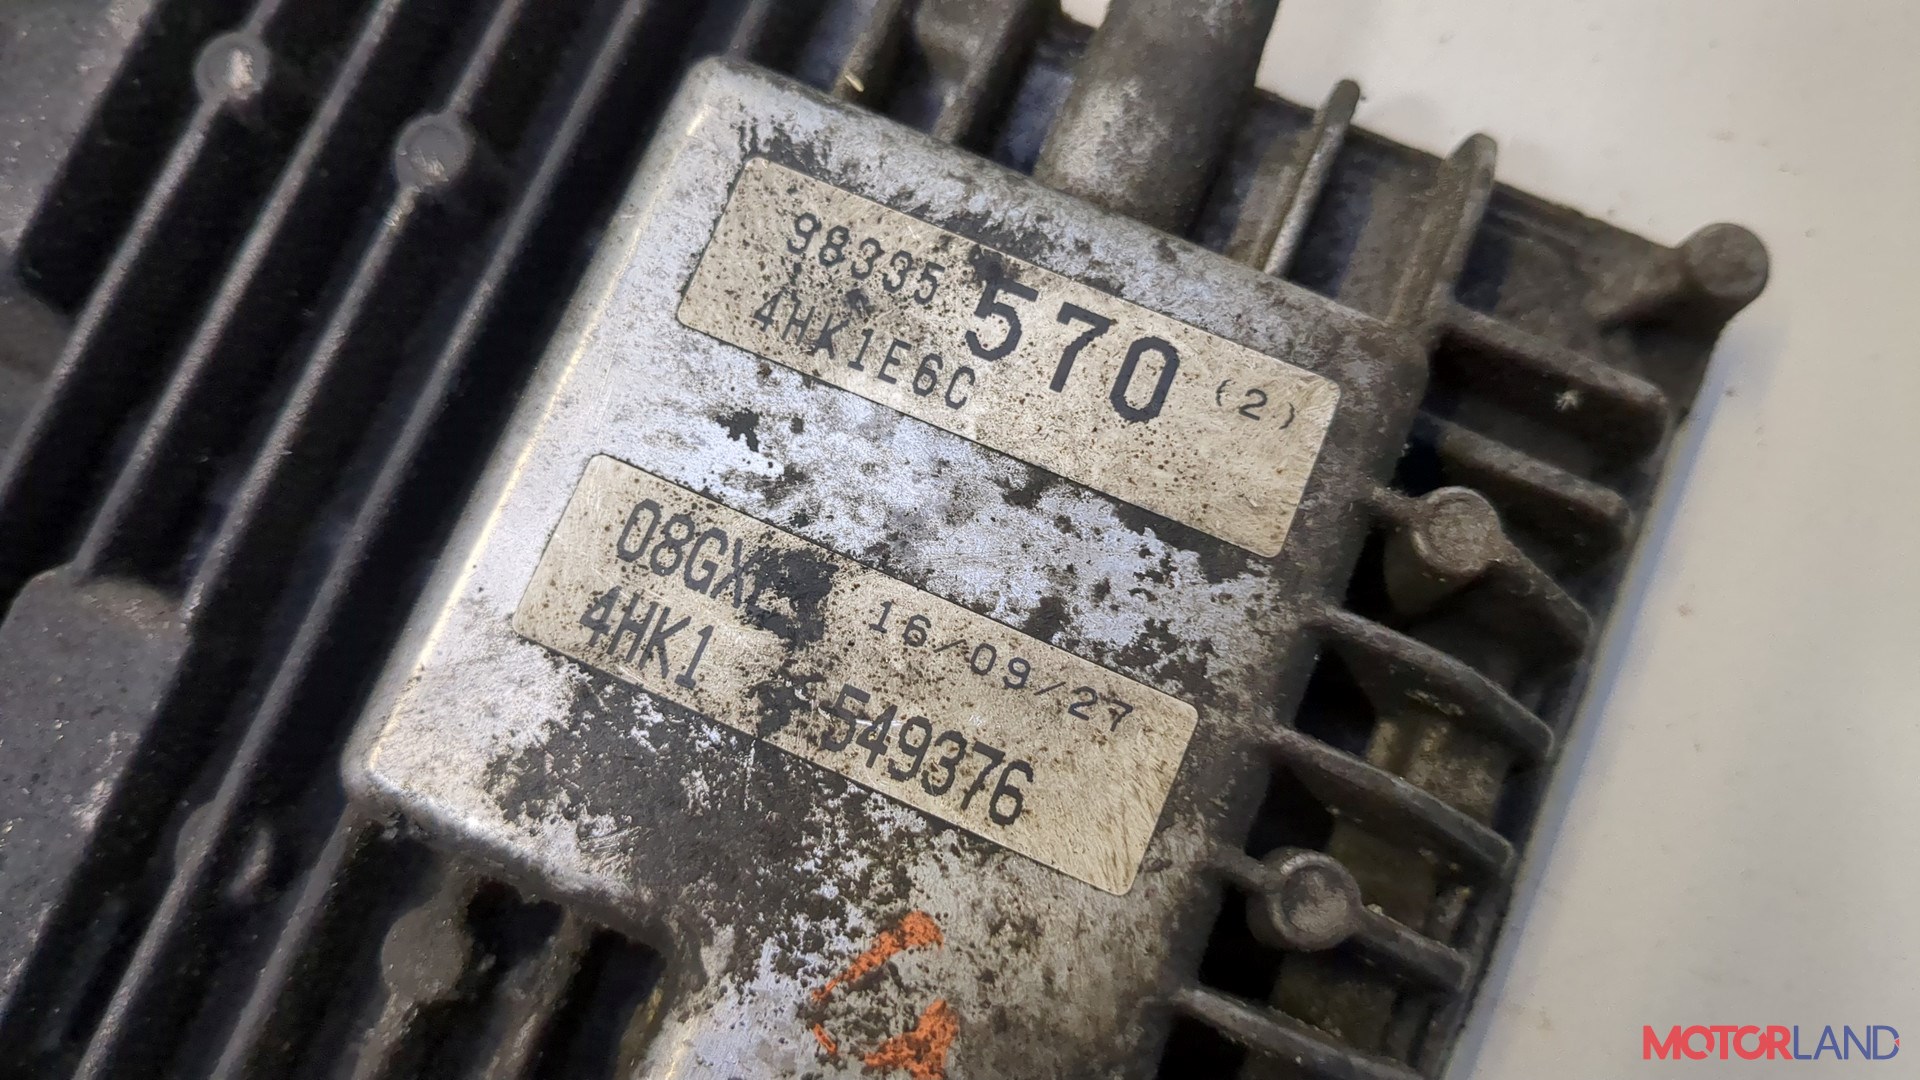 98335 570 (2)
4HK1E6C
08GX 16/09/27
4HK1 549376
MOTORLAND